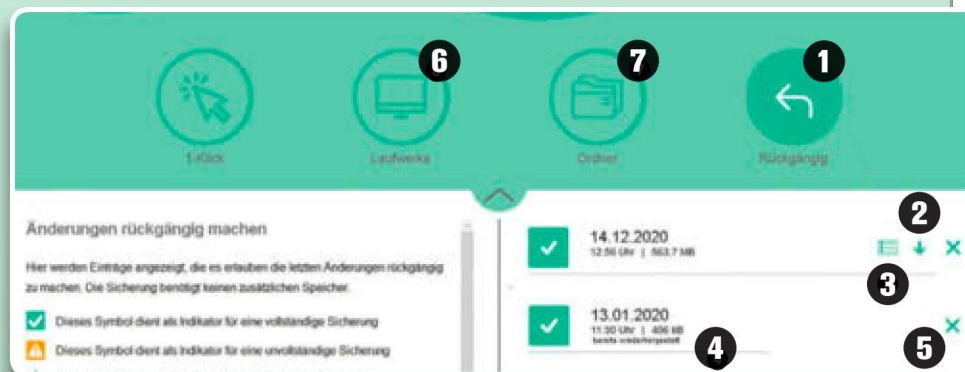 6
7
1
1-Klick
Laufwerke
Ordner
Rückgängig
Änderungen rückgängig machen
Hier werden Einträge angezeigt, die es erlauben die letzten Änderungen rückgängig
zu machen. Die Sicherung benötigt keinen zusätzlichen Speicher.
Dieses Symbol dient als Indikator für eine vollständige Sicherung
Dieses Symbol dient als Indikator für eine unvollständige Sicherung
2
14.12.2020
12:56 Uhr | 563.7 MB
3
13.01.2020
11:30 Uhr | 406 kB
bereits wiederhergestellt
4
5